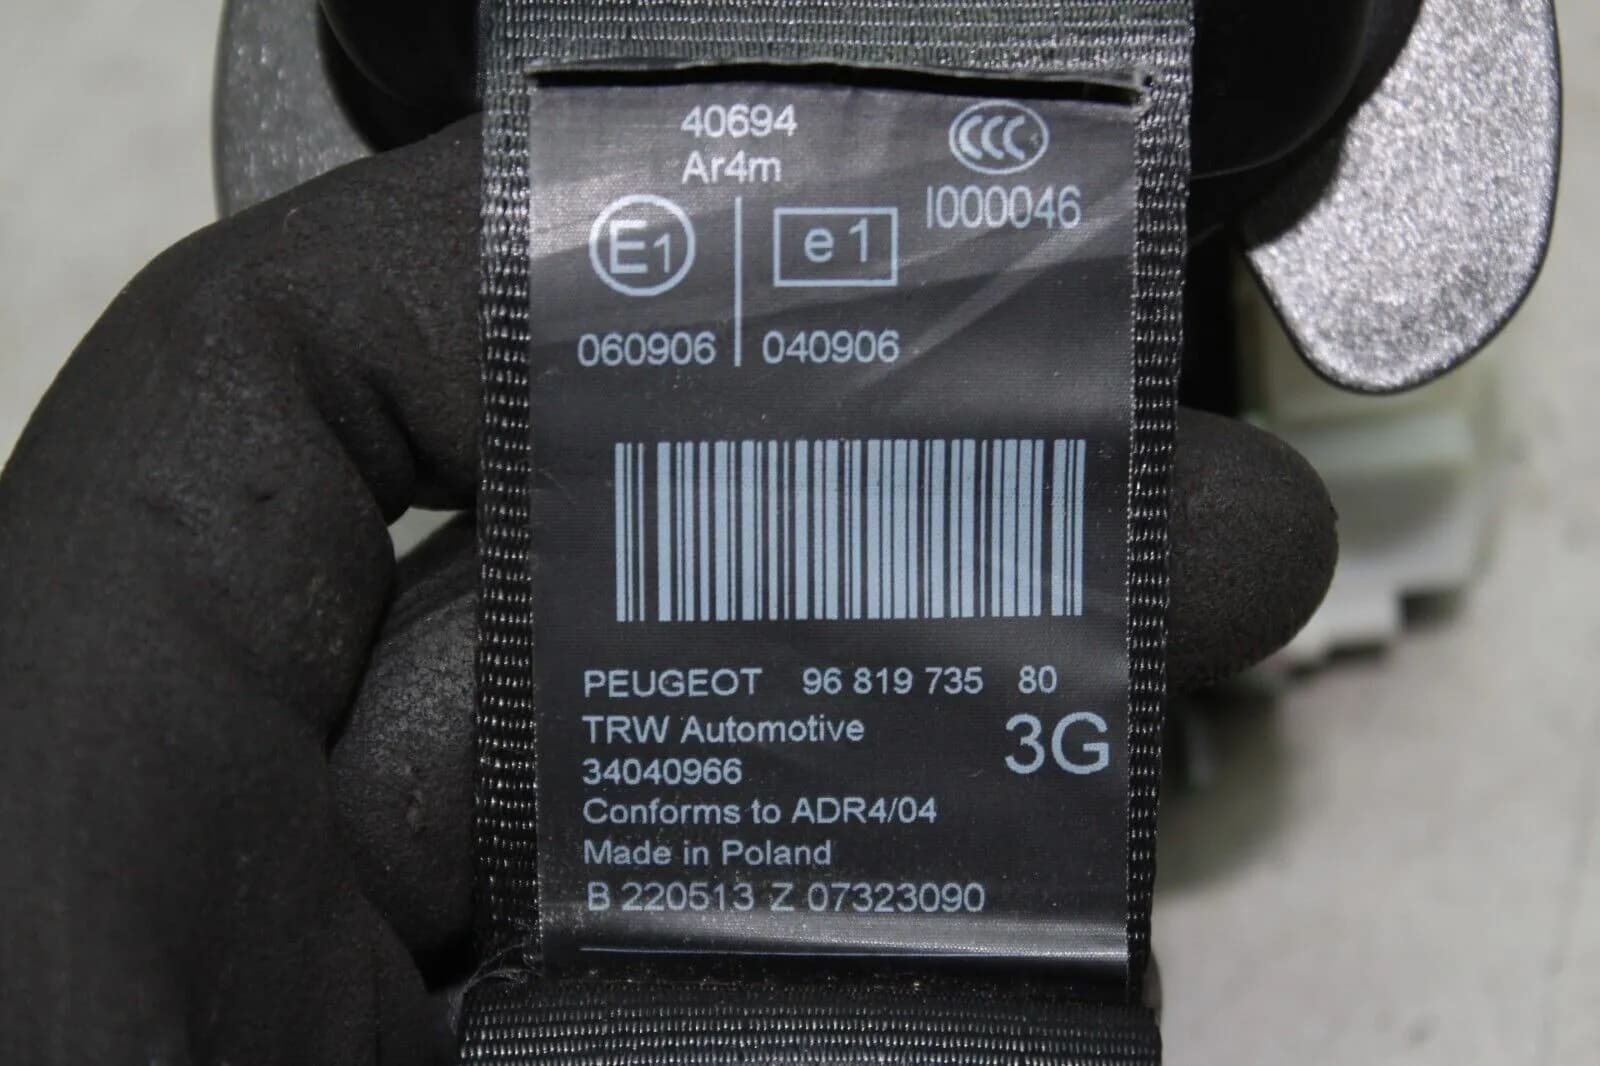 40694
Ar4m
CCC
I000046
E1
e1
060906
040906
PEUGEOT 96 819 735 80
TRW Automotive
3G
34040966
Conforms to ADR4/04
Made in Poland
B 220513 Z 07323090